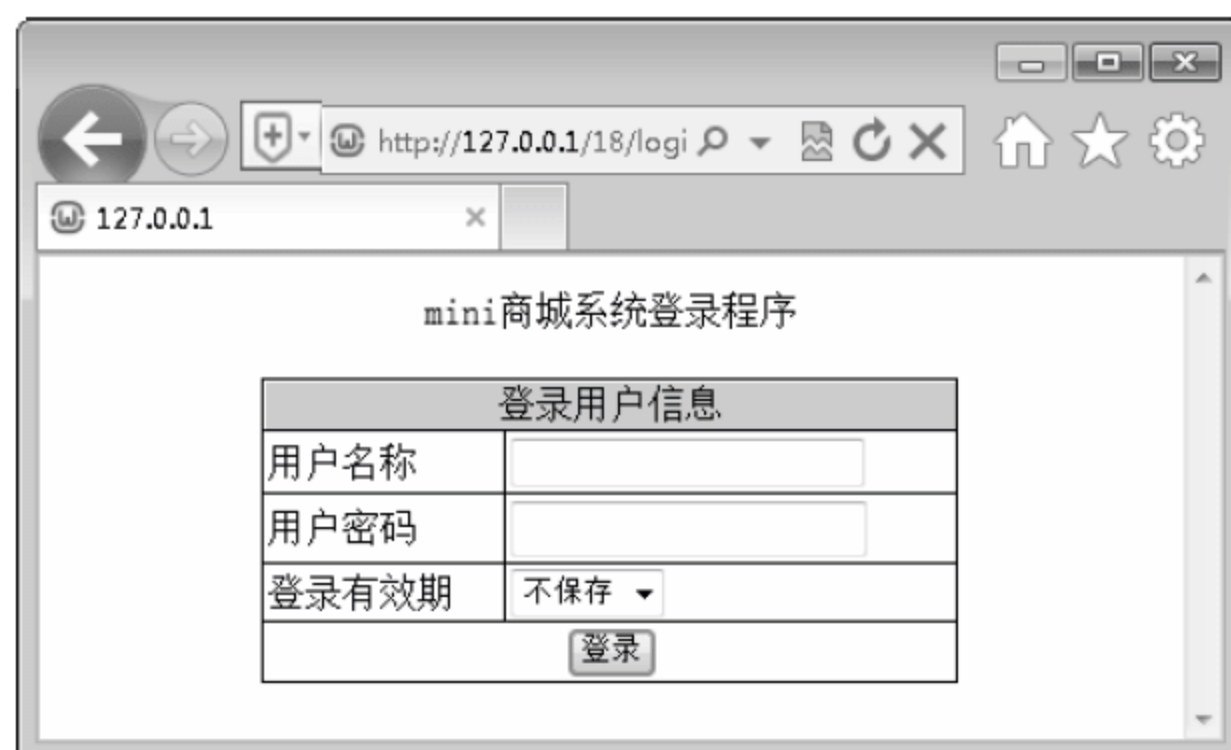 http://127.0.0.1/18/logi
127.0.0.1
mini商城系统登录程序
登录用户信息
用户名称
用户密码
登录有效期 不保存
登录